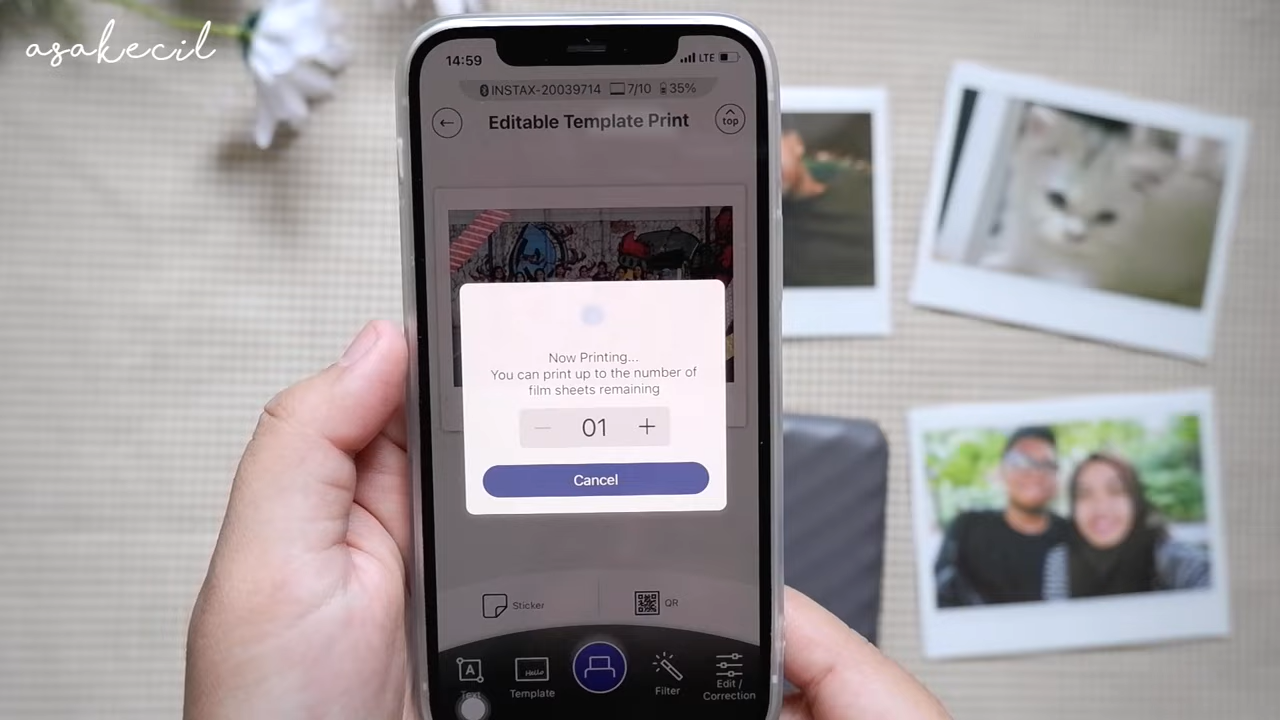 asakecil
14:59
LTE
INSTAX-20039714 7/10 35%
Editable Template Print
top
Now Printing...
You can print up to the number of
film sheets remaining
01
Cancel
Sticker
QR
A
Hello
Text
Template
Filter
Edit /
Correction